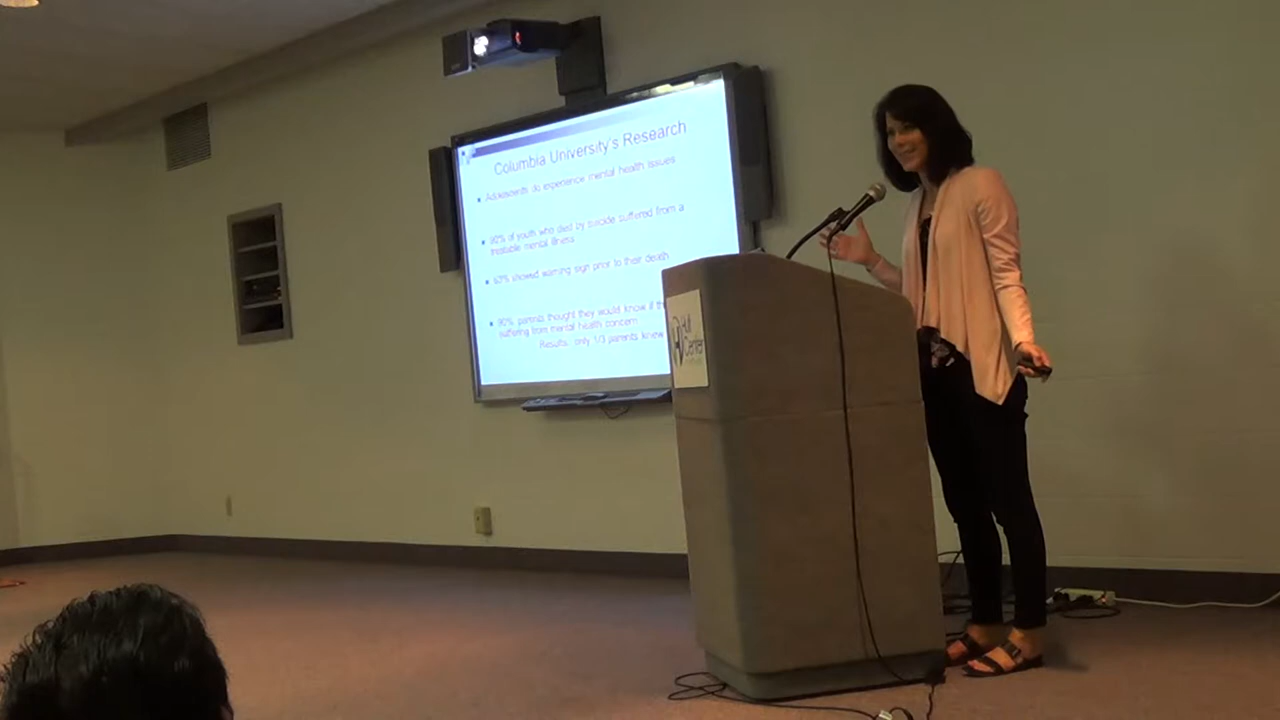 Columbia University's Research
Adolescents do experience mental health issues
90% of youth who died by suicide suffered from a
treatable mental illness
63% showed warning sign prior to their death
90% parents thought they would know if
suffering from mental health concern
Results: only 1/3 parents knew
Center